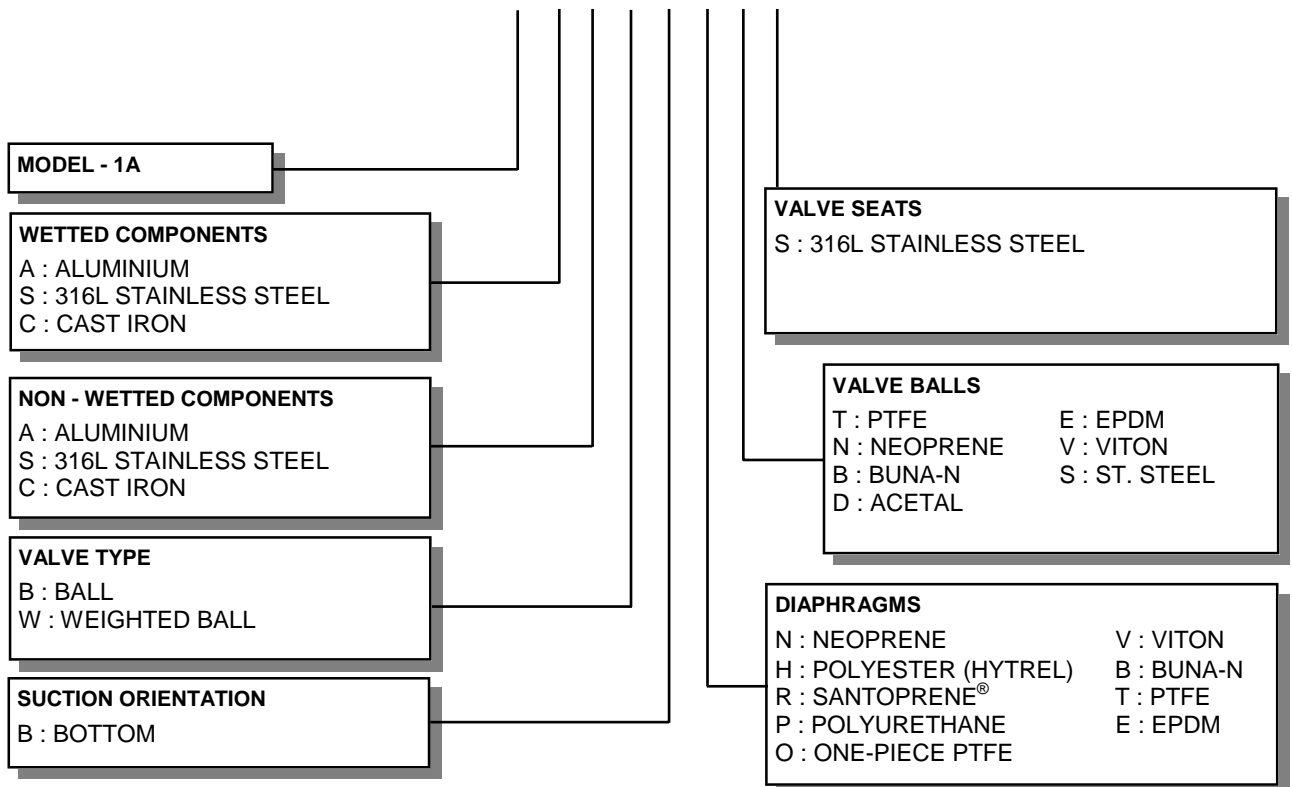 MODEL - 1A
WETTED COMPONENTS
A : ALUMINIUM
S : 316L STAINLESS STEEL
C : CAST IRON
NON - WETTED COMPONENTS
A : ALUMINIUM
S : 316L STAINLESS STEEL
C : CAST IRON
VALVE TYPE
B : BALL
W : WEIGHTED BALL
SUCTION ORIENTATION
B : BOTTOM
VALVE SEATS
S : 316L STAINLESS STEEL
VALVE BALLS
T : PTFE E : EPDM
N : NEOPRENE V : VITON
B : BUNA-N S : ST. STEEL
D : ACETAL
DIAPHRAGMS
N : NEOPRENE V : VITON
H : POLYESTER (HYTREL) B : BUNA-N
R : SANTOPRENE® T : PTFE
P : POLYURETHANE E : EPDM
O : ONE-PIECE PTFE